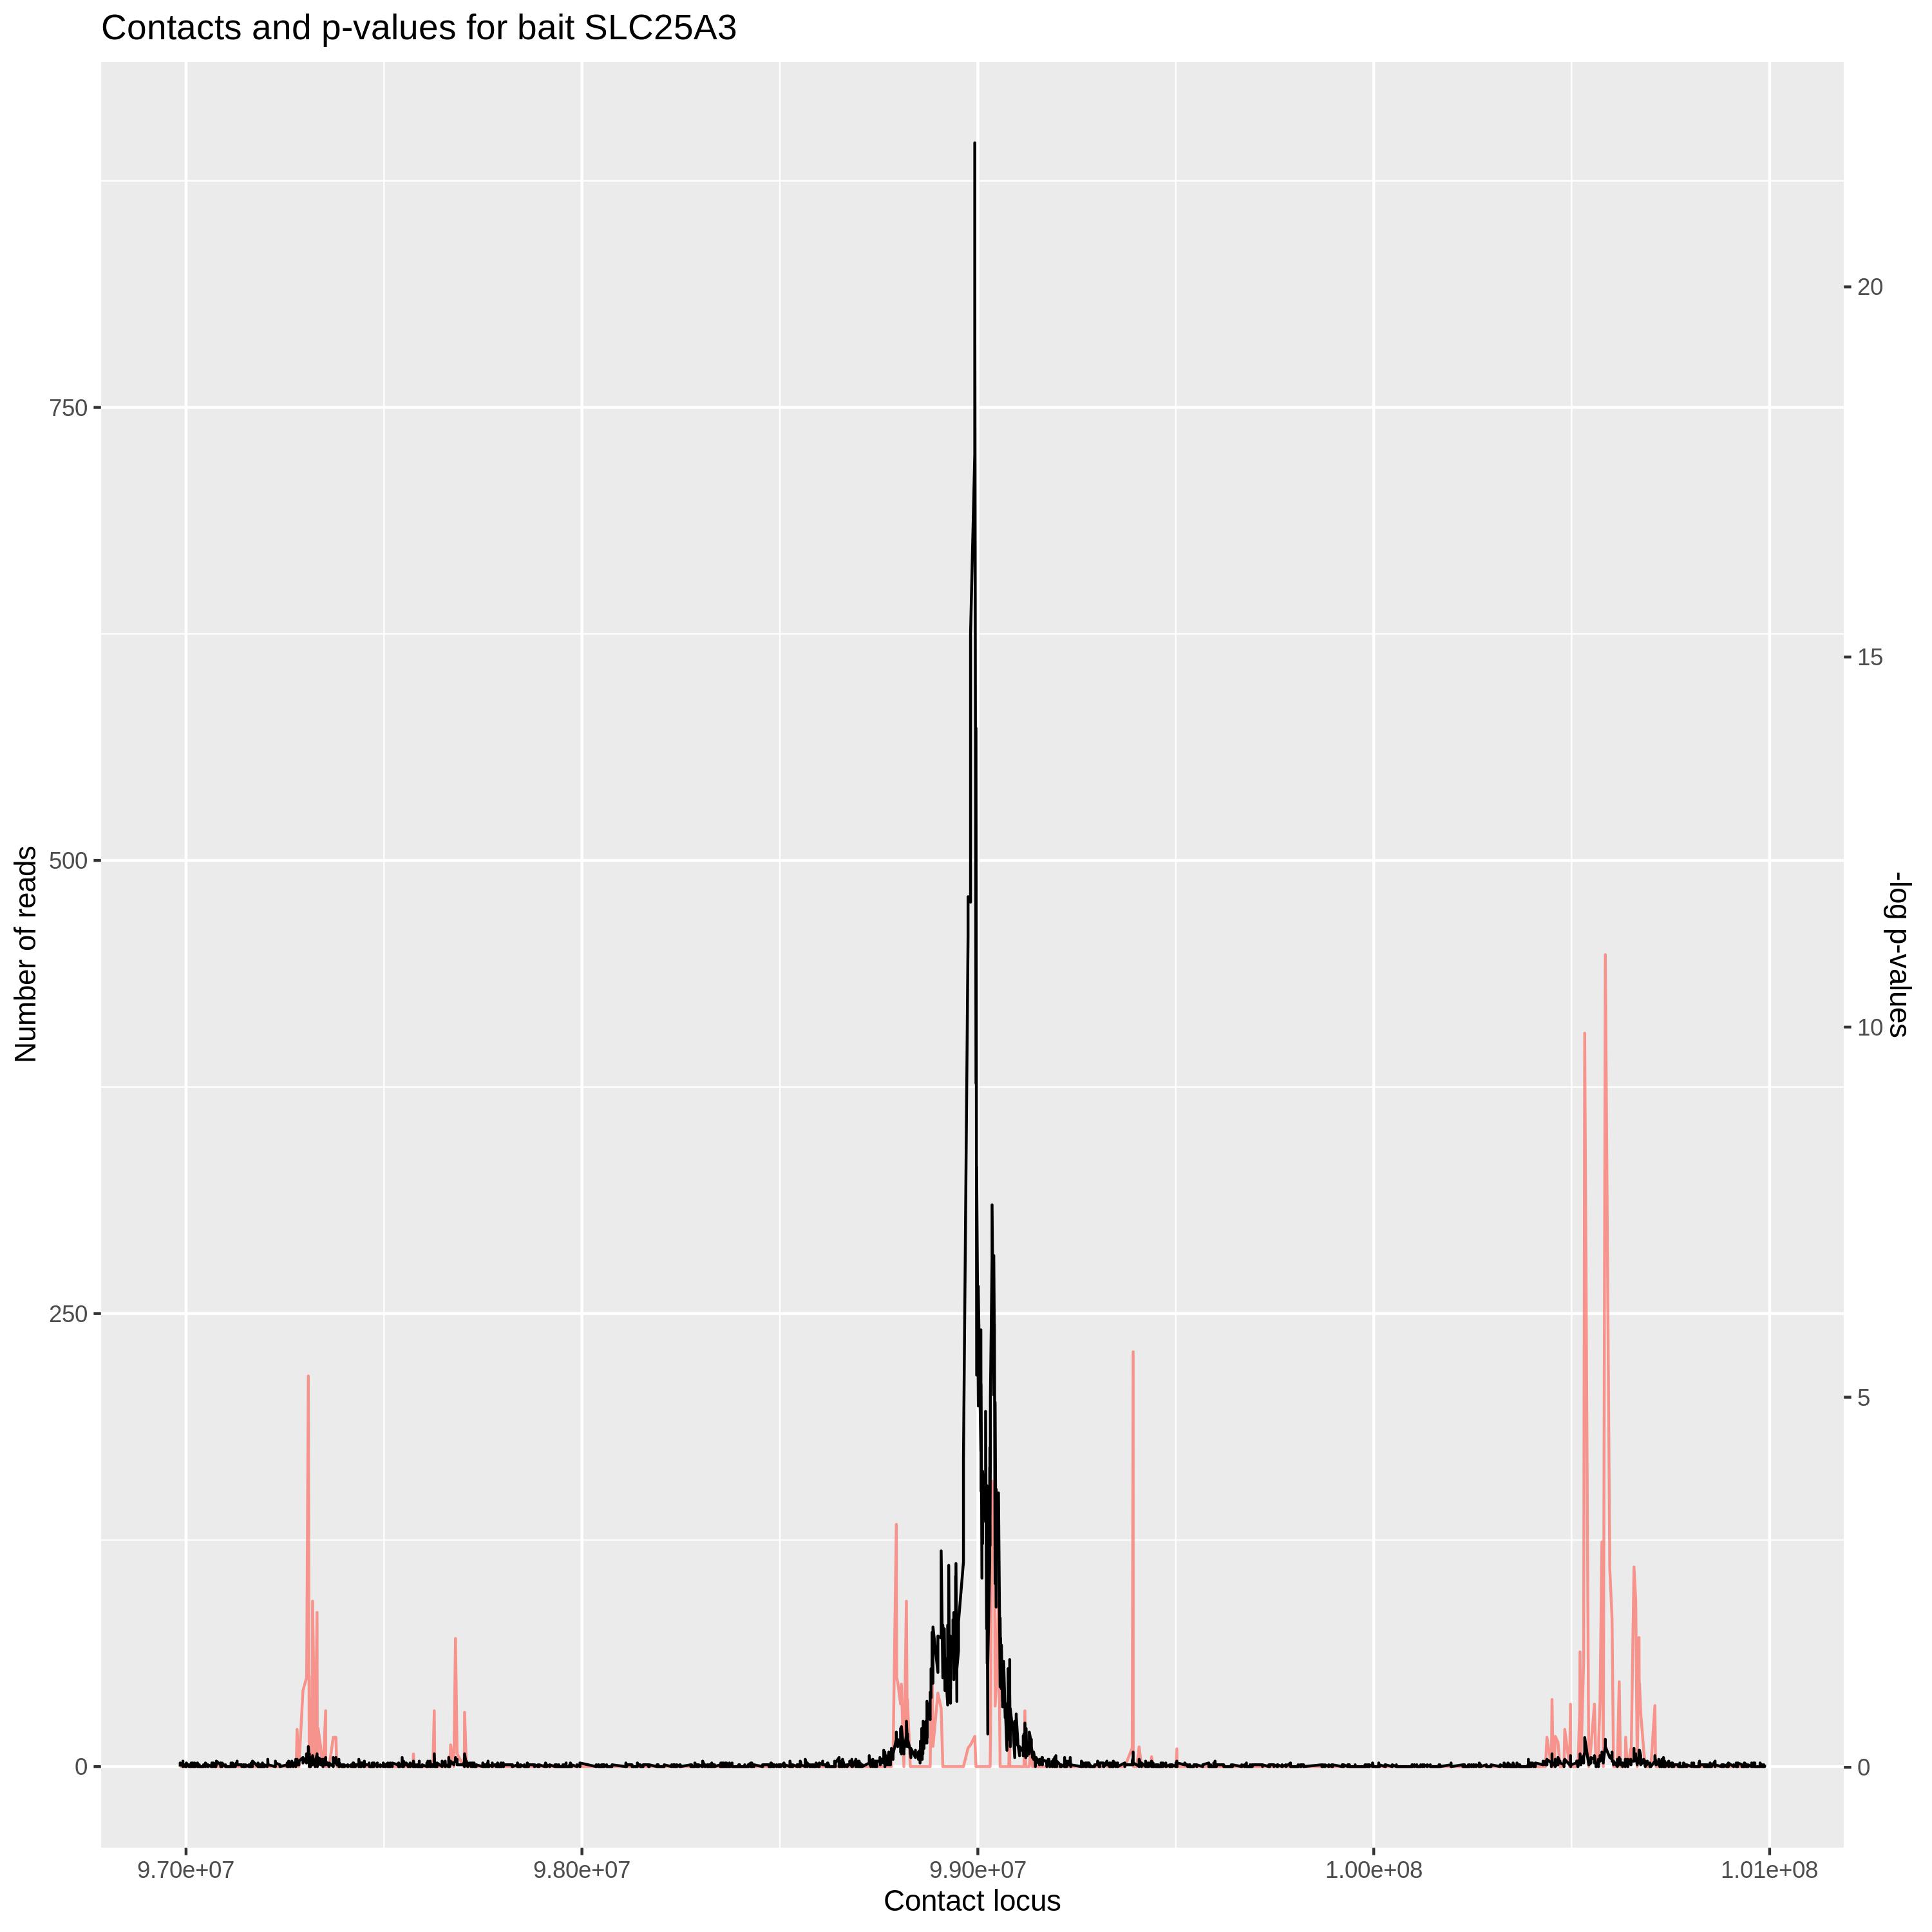 Contacts and p-values for bait SLC25A3
Number of reads
750
500
250
0
20
15
10
5
0
-log p-values
9.70e+07
9.80e+07
9.90e+07
1.00e+08
1.01e+08
Contact locus